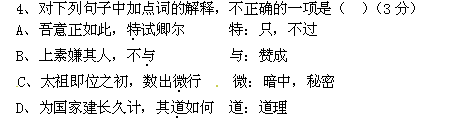 4、对下列句子中加点词的解释，不正确的一项是（　）（3分）
A、吾意正如此，特试卿尔　　特：只，不过
B、上素嫌其人，不与　　与：赞成
C、太祖即位之初，数出微行　　微：暗中，秘密
D、为国家建长久计，其道如何　道：道理